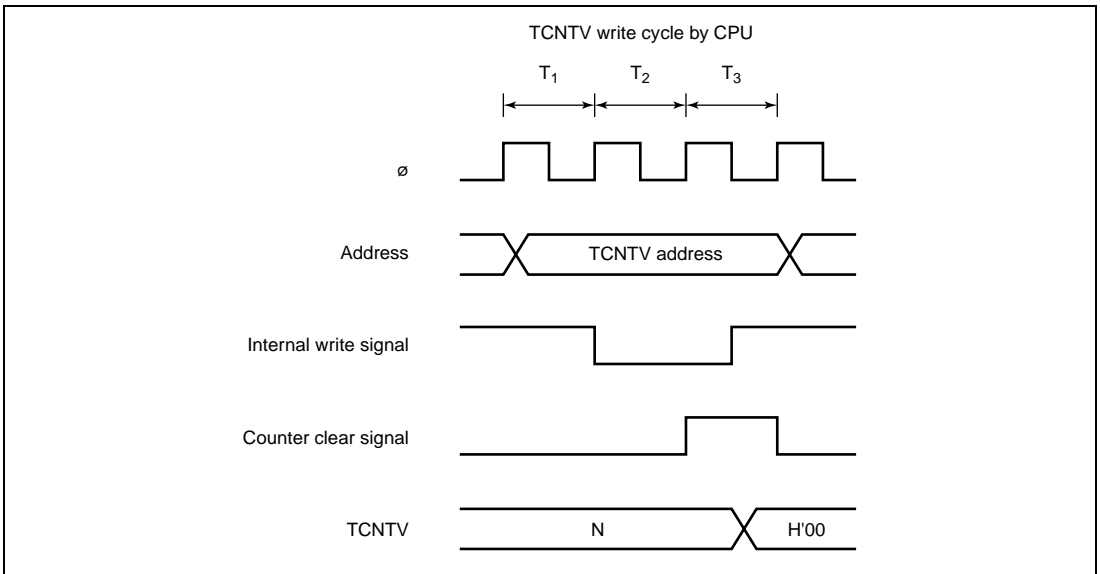 TCNTV write cycle by CPU
T1 T2 T3
ø
Address TCNTV address
Internal write signal
Counter clear signal
TCNTV N H'00